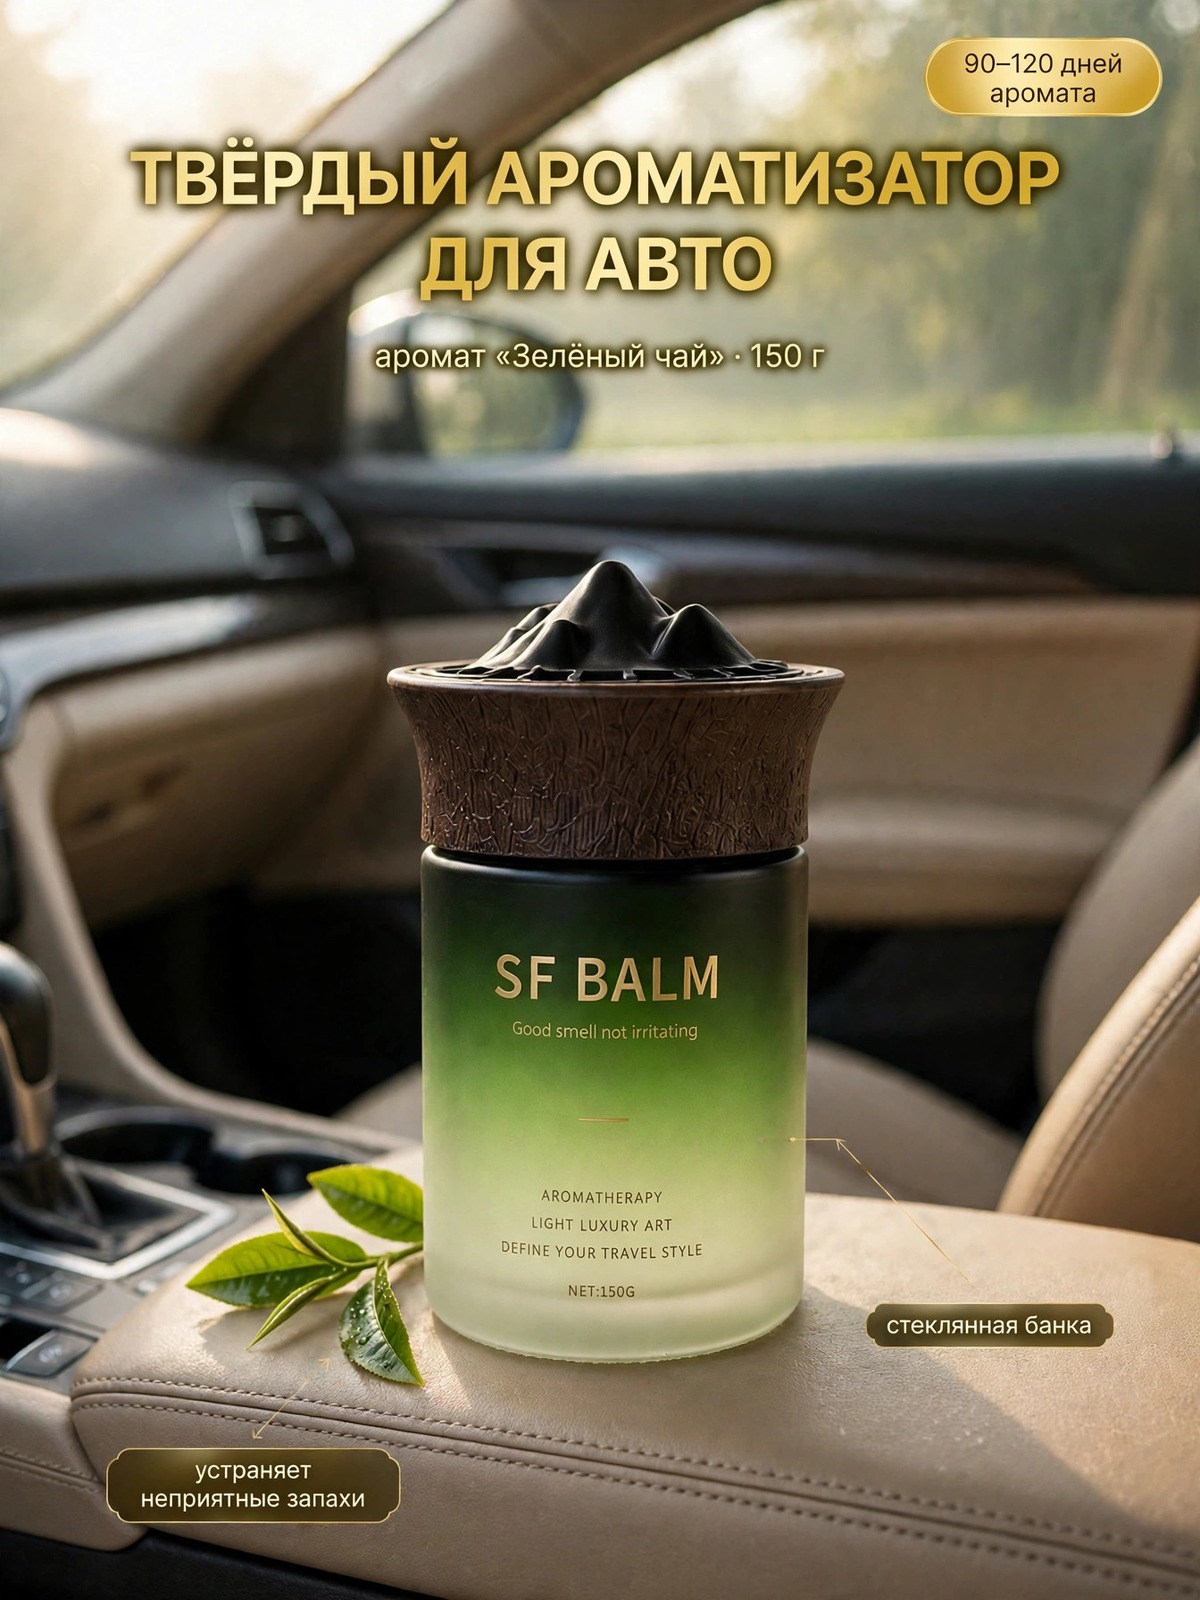 90–120 дней
аромата
ТВЁРДЫЙ АРОМАТИЗАТОР
ДЛЯ АВТО
аромат «Зелёный чай» · 150 г
SF BALM
Good smell not irritating
AROMATHERAPY
LIGHT LUXURY ART
DEFINE YOUR TRAVEL STYLE
NET:150G
стеклянная банка
устраняет
неприятные запахи